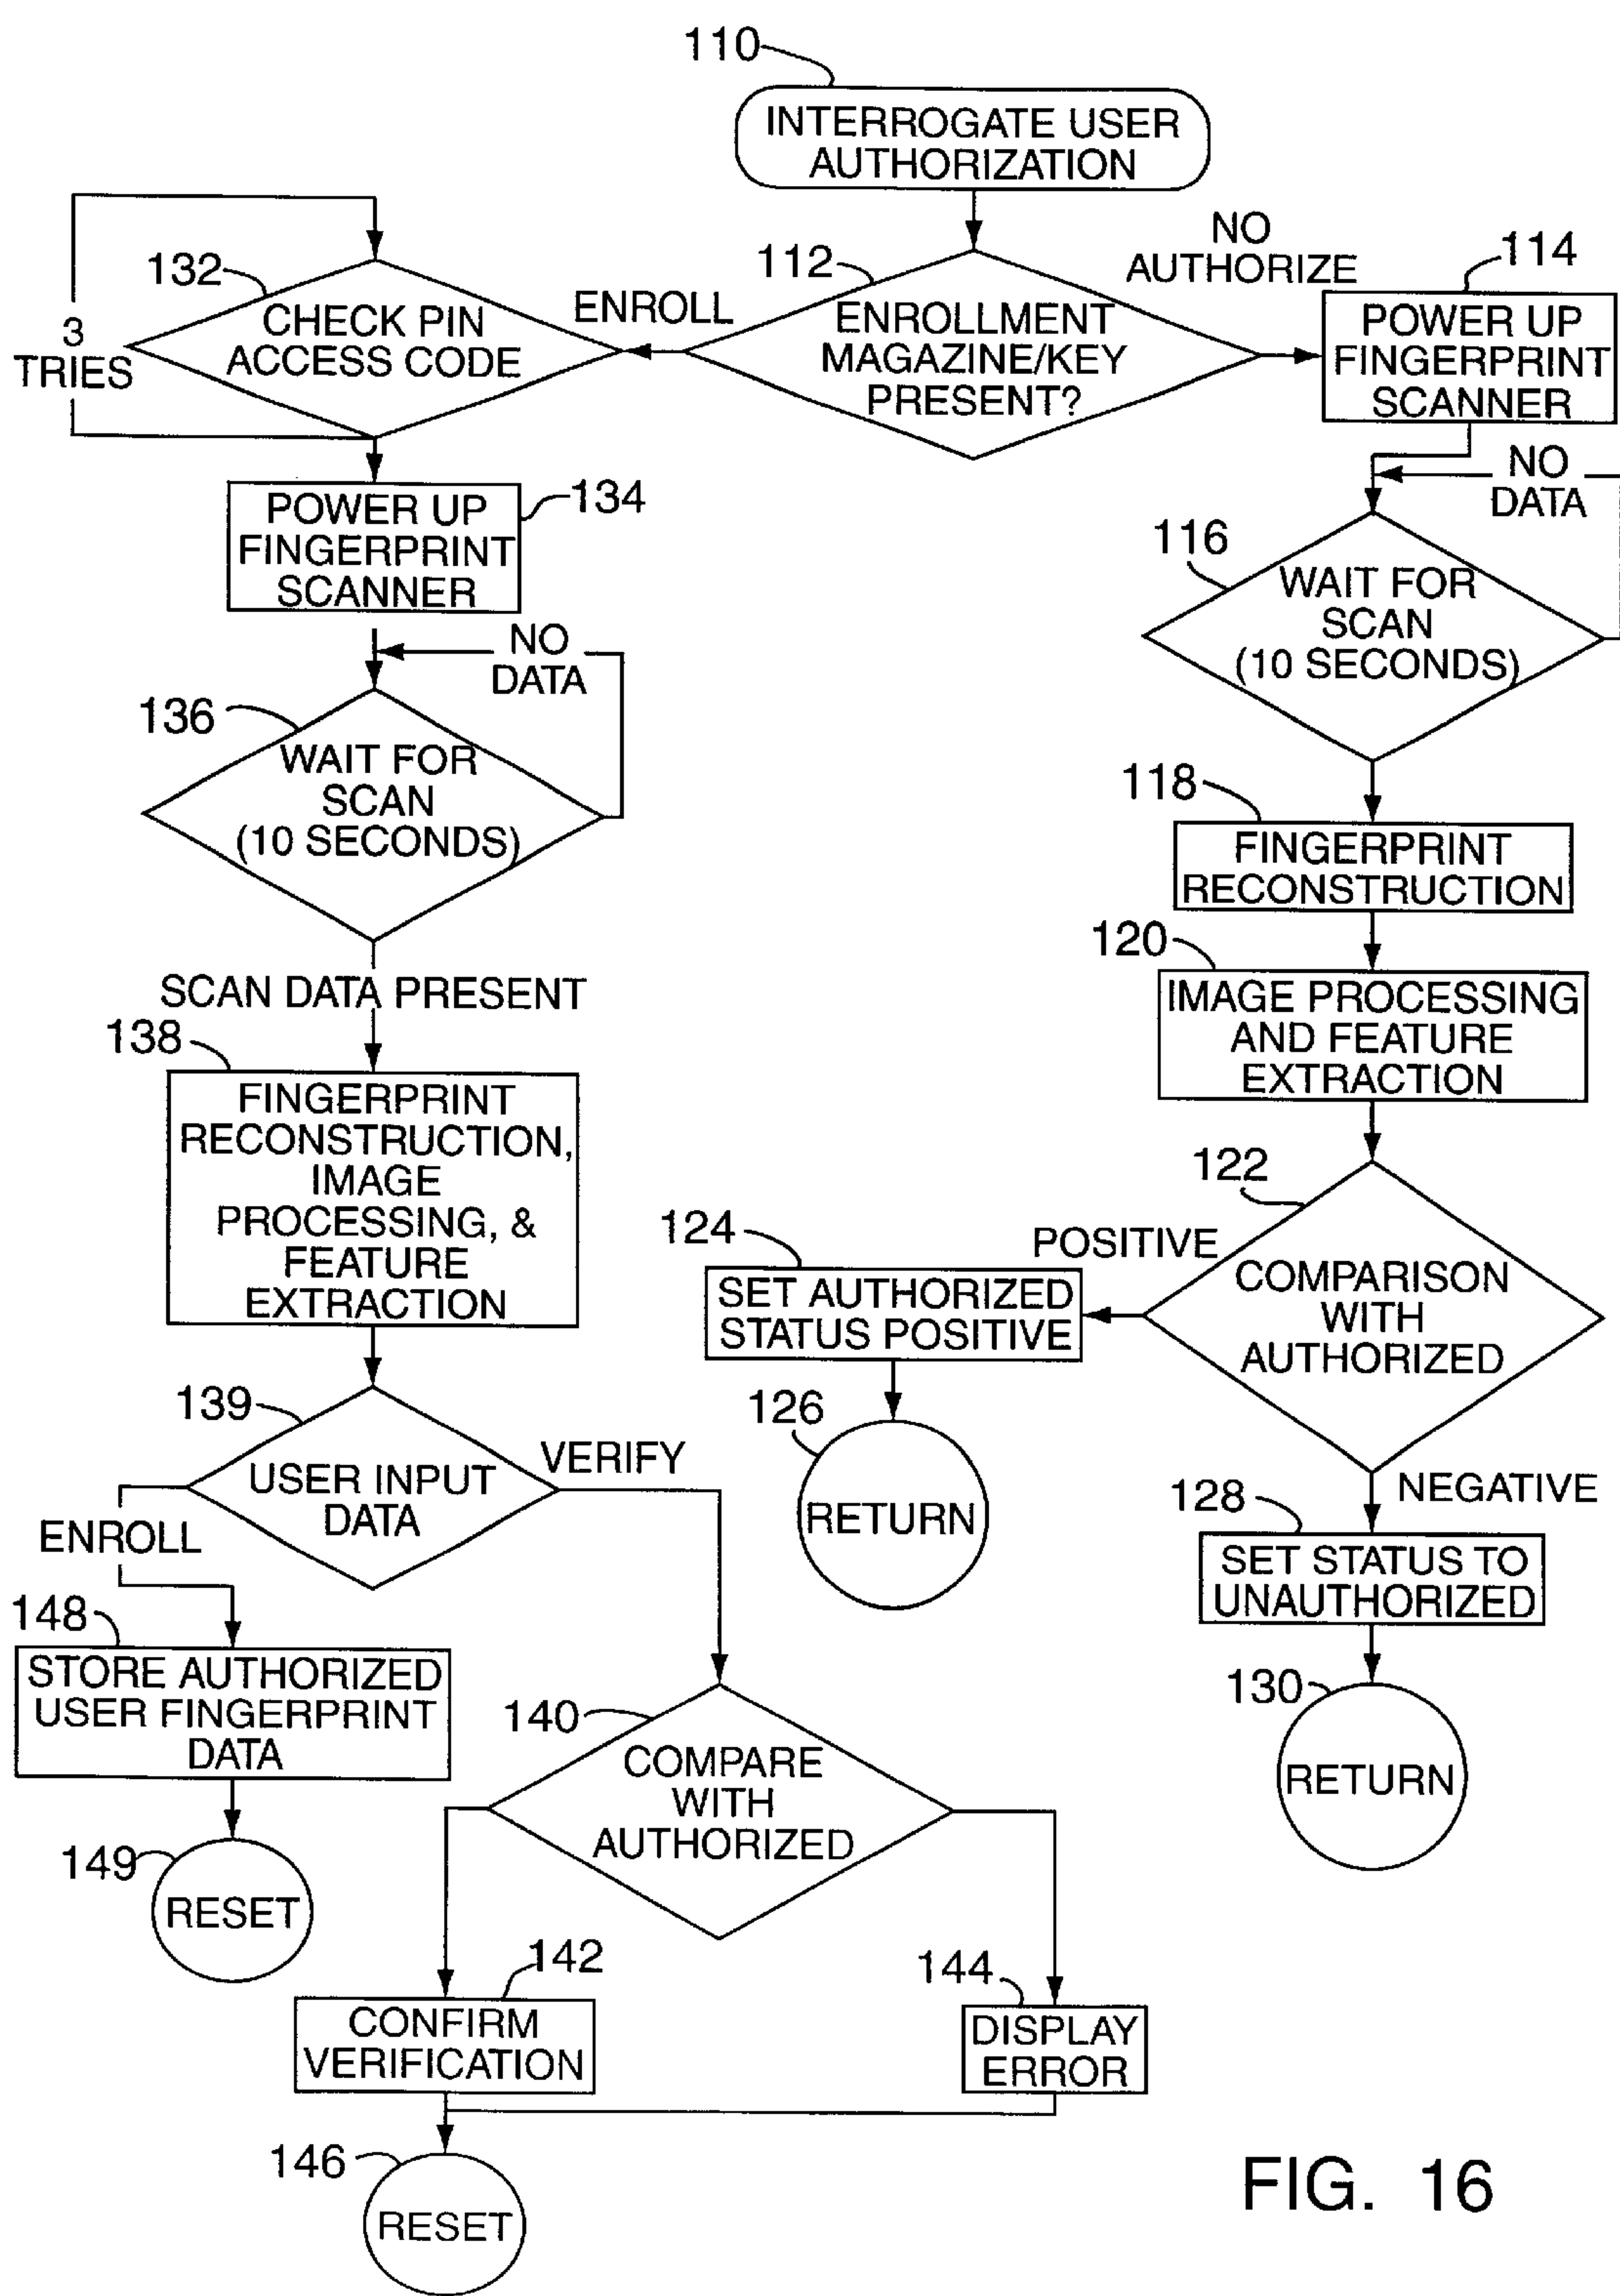 110
INTERROGATE USER
AUTHORIZATION
112
ENROLLMENT
MAGAZINE/KEY
PRESENT?
NO
AUTHORIZE
114
POWER UP
FINGERPRINT
SCANNER
NO
DATA
116
WAIT FOR
SCAN
(10 SECONDS)
118
FINGERPRINT
RECONSTRUCTION
120
IMAGE PROCESSING
AND FEATURE
EXTRACTION
122
COMPARISON
WITH
AUTHORIZED
POSITIVE
124
SET AUTHORIZED
STATUS POSITIVE
126
RETURN
NEGATIVE
128
SET STATUS TO
UNAUTHORIZED
130
RETURN
ENROLL
132
CHECK PIN
ACCESS CODE
3
TRIES
134
POWER UP
FINGERPRINT
SCANNER
NO
DATA
136
WAIT FOR
SCAN
(10 SECONDS)
SCAN DATA PRESENT
138
FINGERPRINT
RECONSTRUCTION,
IMAGE
PROCESSING, &
FEATURE
EXTRACTION
139
USER INPUT
DATA
ENROLL
148
STORE AUTHORIZED
USER FINGERPRINT
DATA
149
RESET
VERIFY
140
COMPARE
WITH
AUTHORIZED
142
CONFIRM
VERIFICATION
144
DISPLAY
ERROR
146
RESET
FIG. 16